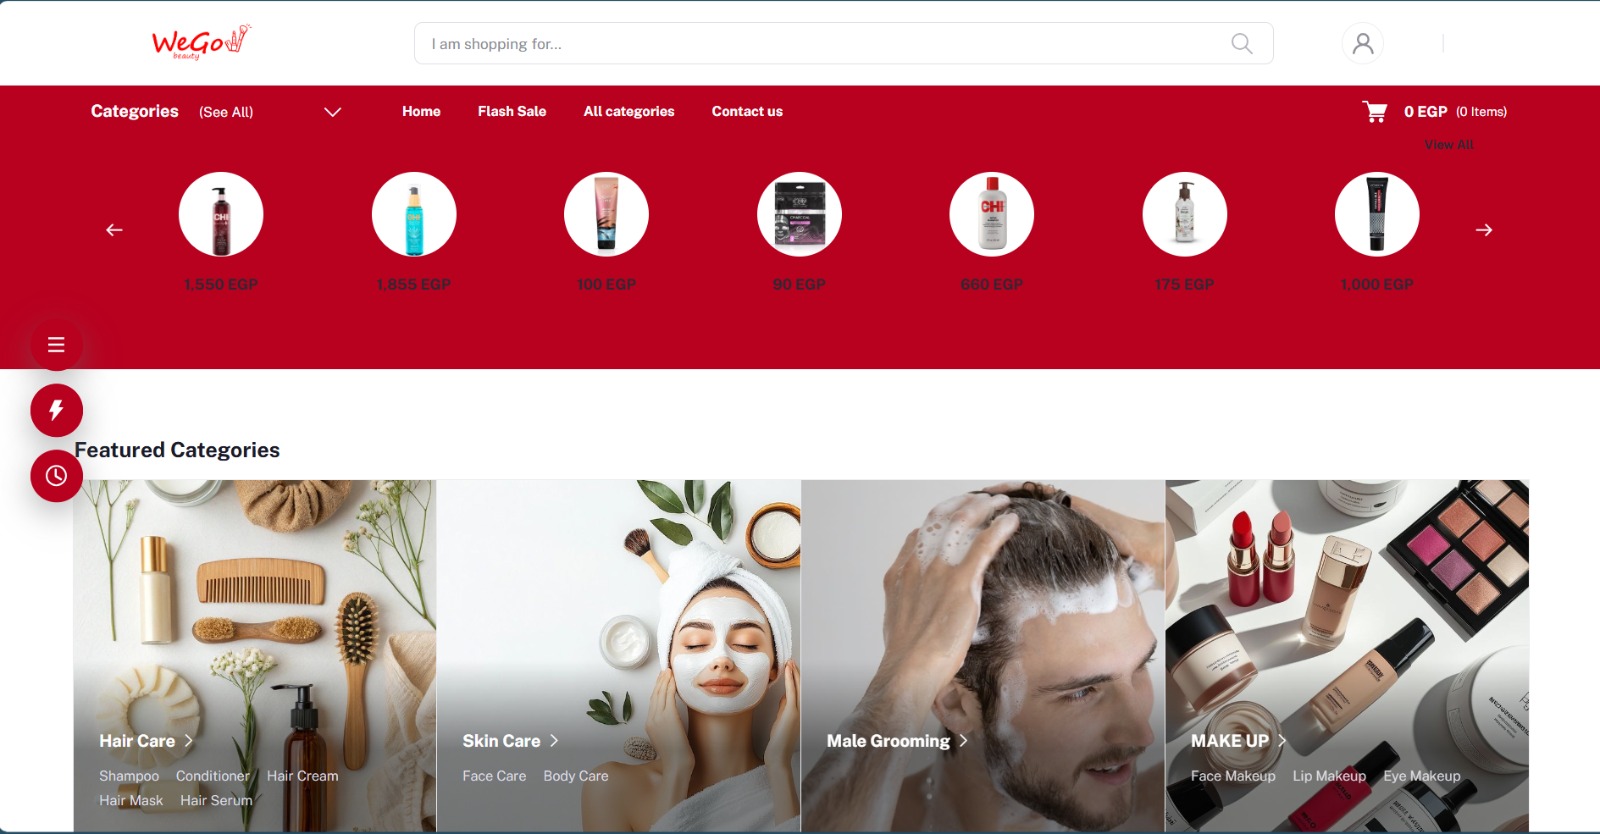 WeGo
beauty
I am shopping for...
Categories (See All)
Home
Flash Sale
All categories
Contact us
0 EGP (0 Items)
View All
CHI
CHI
1,550 EGP
1,855 EGP
100 EGP
90 EGP
660 EGP
175 EGP
1,000 EGP
Featured Categories
Hair Care
Shampoo Conditioner Hair Cream
Hair Mask Hair Serum
Skin Care
Face Care Body Care
Male Grooming
MAKE UP
Face Makeup Lip Makeup Eye Makeup